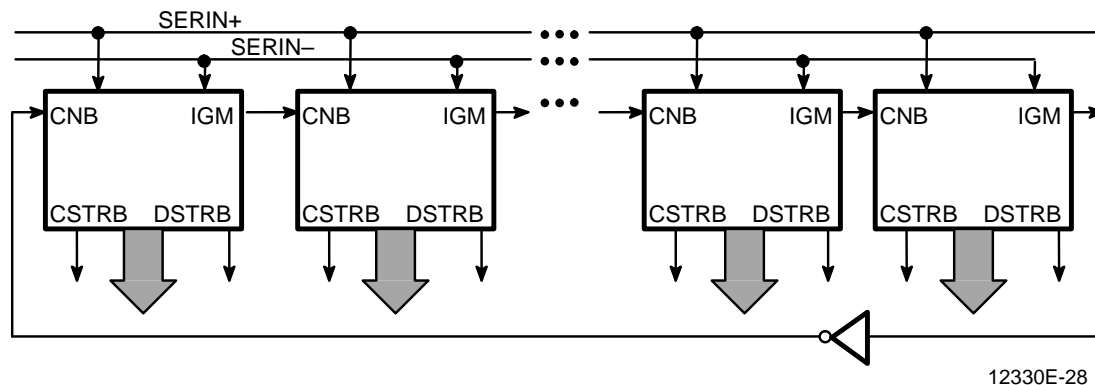 SERIN+
SERIN–
CNB IGM CNB IGM CNB IGM CNB IGM
CSTRB DSTRB CSTRB DSTRB CSTRB DSTRB CSTRB DSTRB
12330E-28